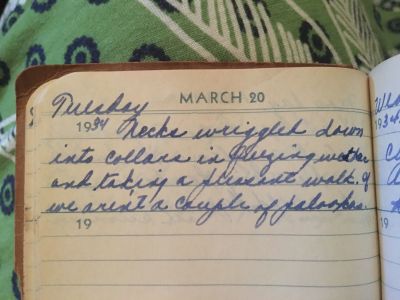 Tuesday MARCH 20
1934 Necks wriggled down
into collars in freezing weather
and taking a pleasant walk. If
we aren't a couple of palookas.
19